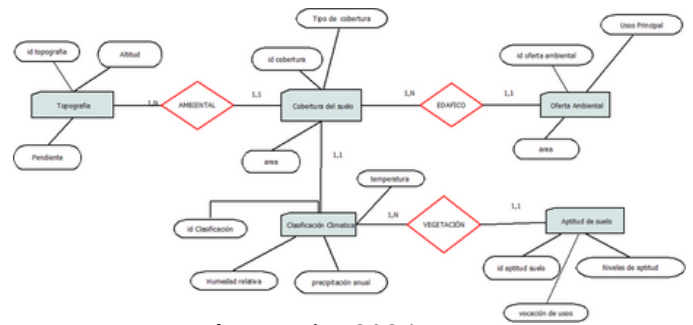 Tipo de cobertura
Usos Principal
id topografia
Altitud
id cobertura
id oferta ambiental
Topografia
1,N
AMBIENTAL
1,1
Cobertura del suelo
1,N
EDAFICO
1,1
Oferta Ambiental
Pendiente
area
area
1,1
temperatura
id Clasificación
Clasificación Climatica
1,N
VEGETACIÓN
1,1
Aptitud de suelo
Humedad relativa
precipitación anual
id aptitud suelo
Niveles de aptitud
vocación de usos